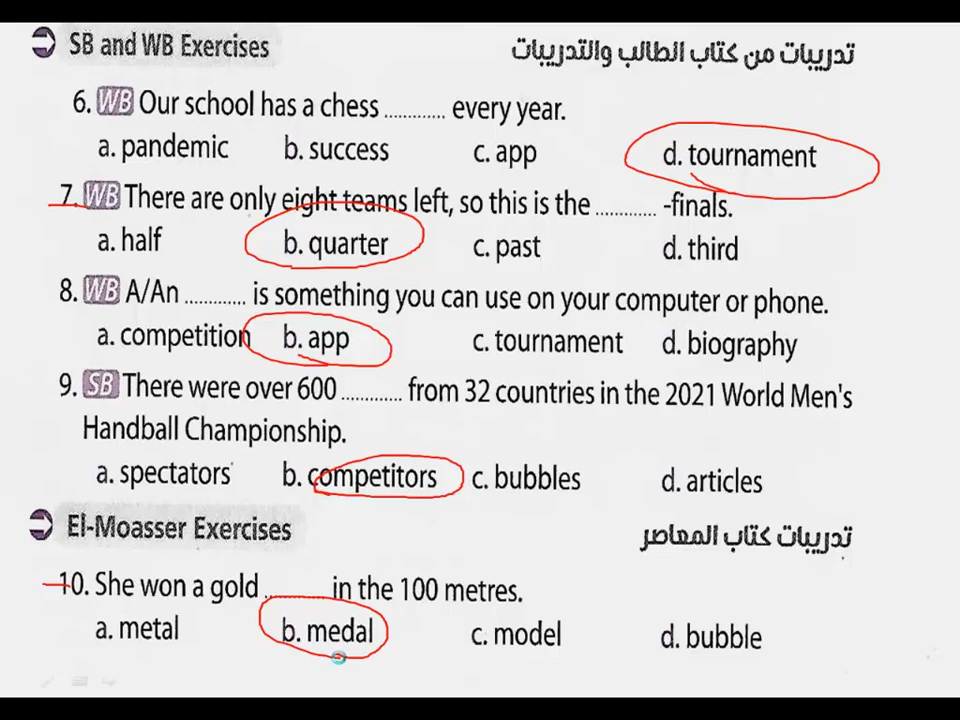 SB and WB Exercises تدريبات من كتاب الطالب والتدريبات
6. WB Our school has a chess ............ every year.
a. pandemic b. success c. app d. tournament
7. WB There are only eight teams left, so this is the ............ -finals.
a. half b. quarter c. past d. third
8. WB A/An ............ is something you can use on your computer or phone.
a. competition b. app c. tournament d. biography
9. SB There were over 600 ............ from 32 countries in the 2021 World Men's
Handball Championship.
a. spectators b. competitors c. bubbles d. articles
El-Moasser Exercises تدريبات كتاب المعاصر
10. She won a gold ............ in the 100 metres.
a. metal b. medal c. model d. bubble